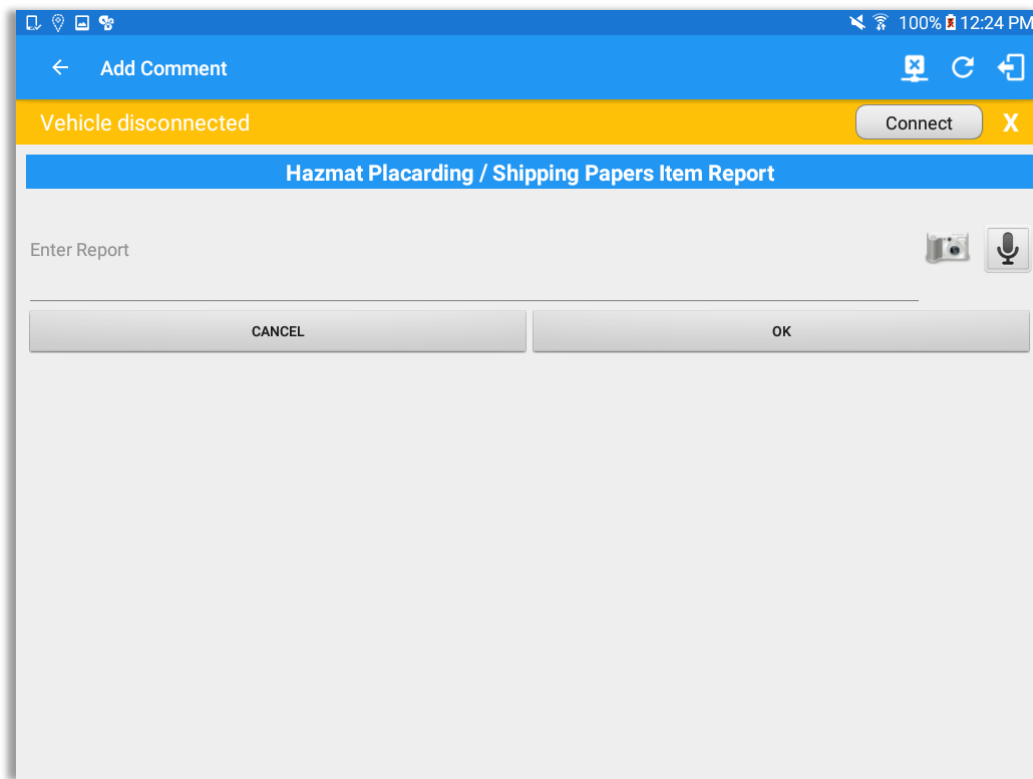 100% 12:24 PM
Add Comment
Vehicle disconnected Connect X
Hazmat Placarding / Shipping Papers Item Report
Enter Report
CANCEL OK